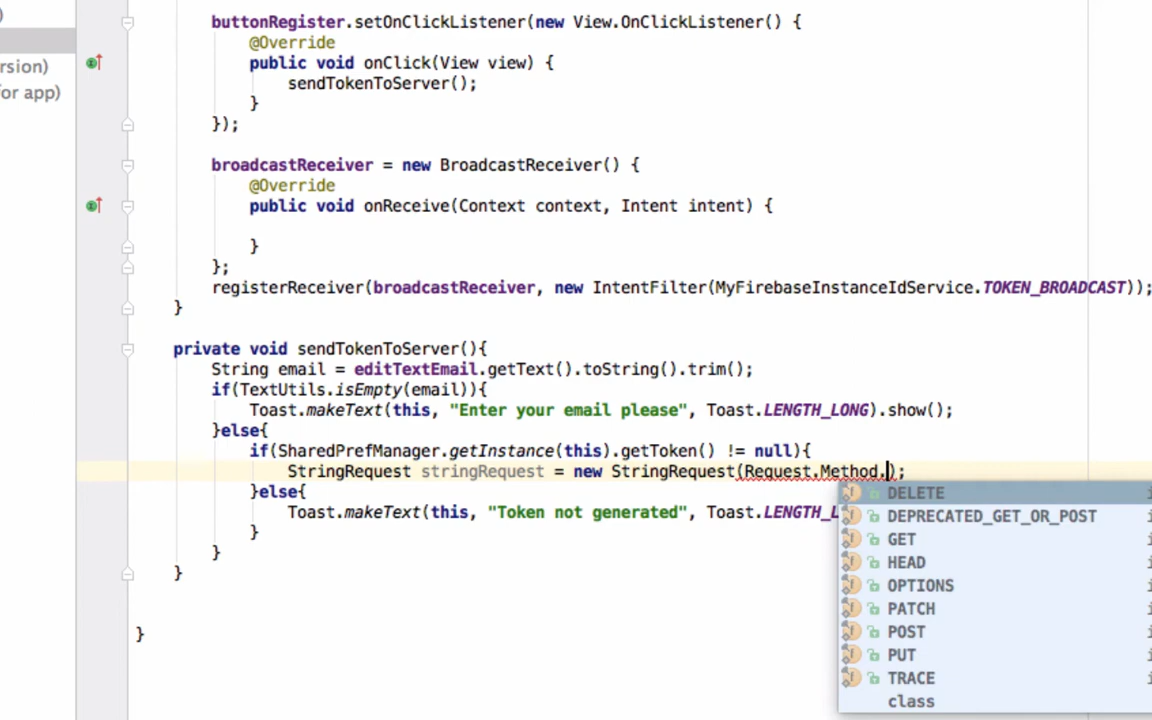 )
rsion)
for app)
buttonRegister.setOnClickListener(new View.OnClickListener() {
@Override
public void onClick(View view) {
sendTokenToServer();
}
});
broadcastReceiver = new BroadcastReceiver() {
@Override
public void onReceive(Context context, Intent intent) {
}
};
registerReceiver(broadcastReceiver, new IntentFilter(MyFirebaseInstanceIdService.TOKEN_BROADCAST));
}
private void sendTokenToServer(){
String email = editTextEmail.getText().toString().trim();
if(TextUtils.isEmpty(email)){
Toast.makeText(this, "Enter your email please", Toast.LENGTH_LONG).show();
}else{
if(SharedPrefManager.getInstance(this).getToken() != null){
StringRequest stringRequest = new StringRequest(Request.Method.);
}else{
Toast.makeText(this, "Token not generated", Toast.LENGTH_L
}
}
}
}
DELETE
DEPRECATED_GET_OR_POST
GET
HEAD
OPTIONS
PATCH
POST
PUT
TRACE
class